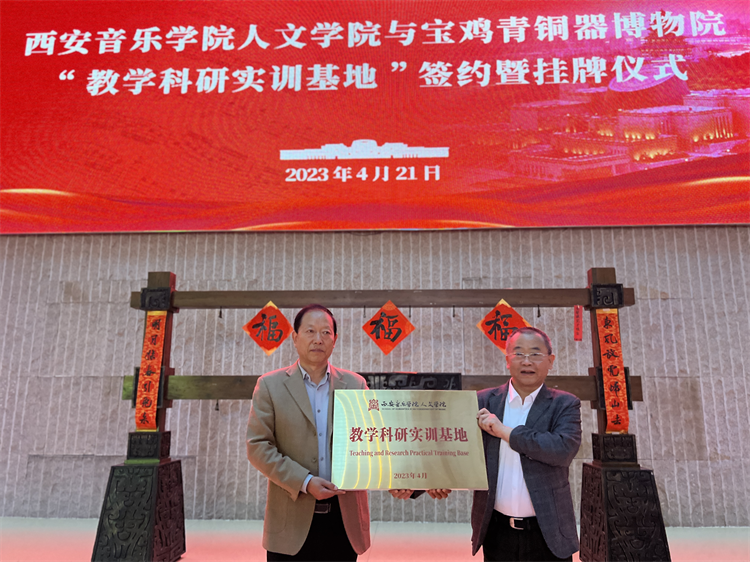 西安音乐学院人文学院与宝鸡青铜器博物院
“教学科研实训基地”签约暨挂牌仪式
2023年4月21日
福
福
福
西安音乐学院 人文学院
教学科研实训基地
Teaching and Research Practical Training Base
2023年4月